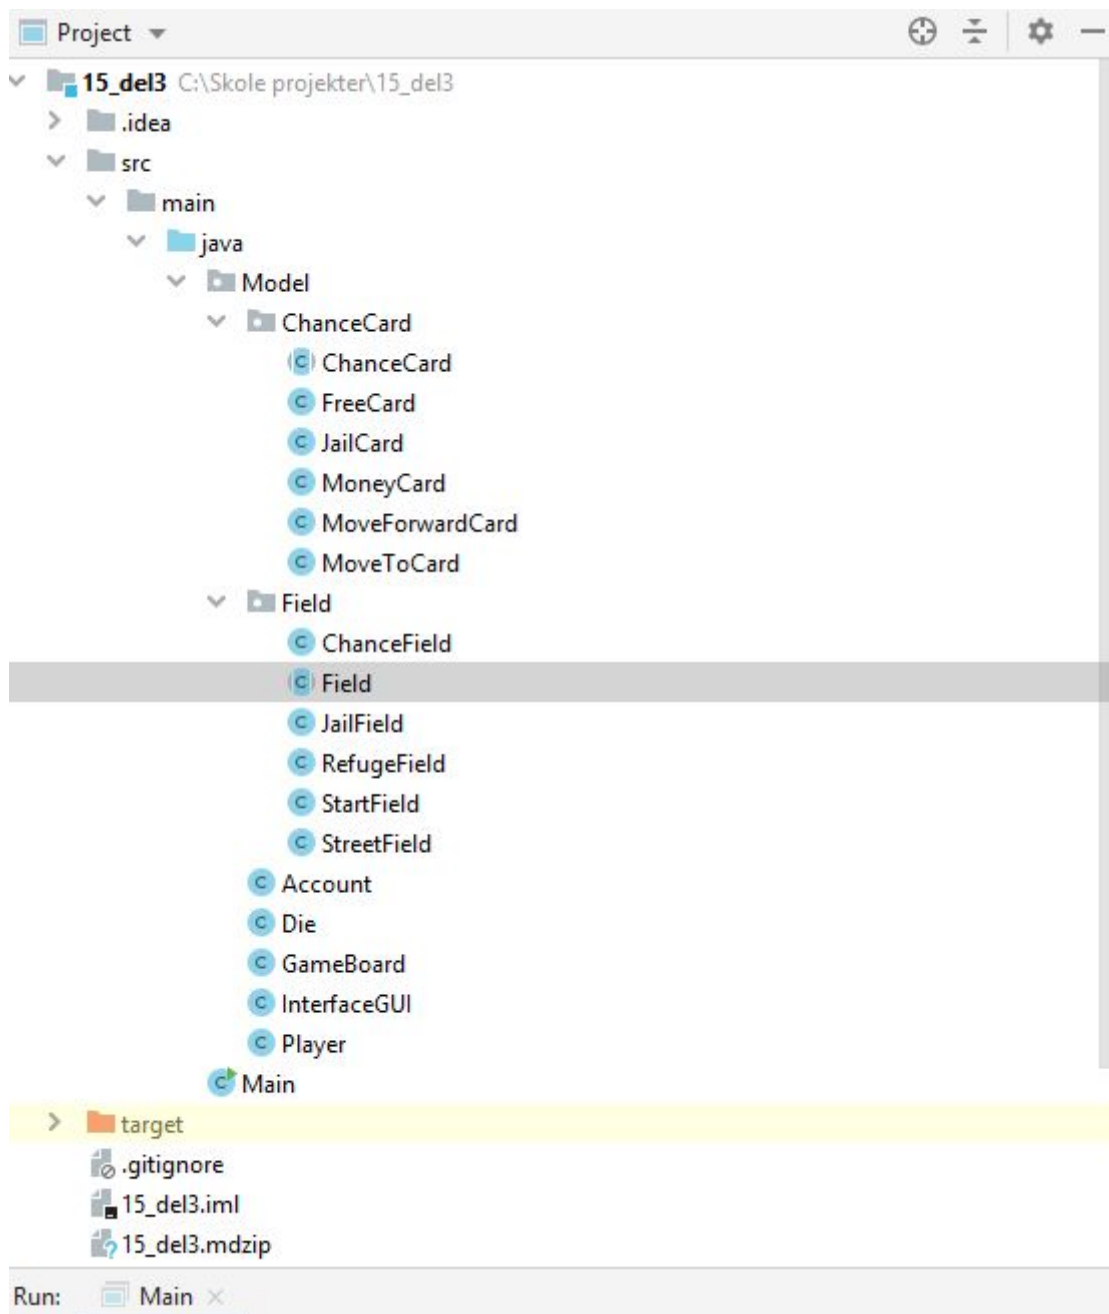 Project
15_del3 C:\Skole projekter\15_del3
.idea
src
main
java
Model
ChanceCard
ChanceCard
FreeCard
JailCard
MoneyCard
MoveForwardCard
MoveToCard
Field
ChanceField
Field
JailField
RefugeField
StartField
StreetField
Account
Die
GameBoard
InterfaceGUI
Player
Main
target
.gitignore
15_del3.iml
15_del3.mdzip
Run: Main